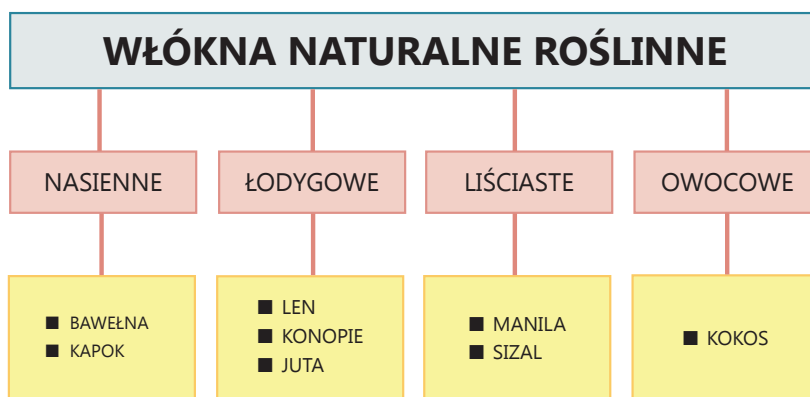 WŁÓKNA NATURALNE ROŚLINNE
NASIENNE
ŁODYGOWE
LIŚCIASTE
OWOCOWE
■ BAWEŁNA
■ KAPOK
■ LEN
■ KONOPIE
■ JUTA
■ MANILA
■ SIZAL
■ KOKOS